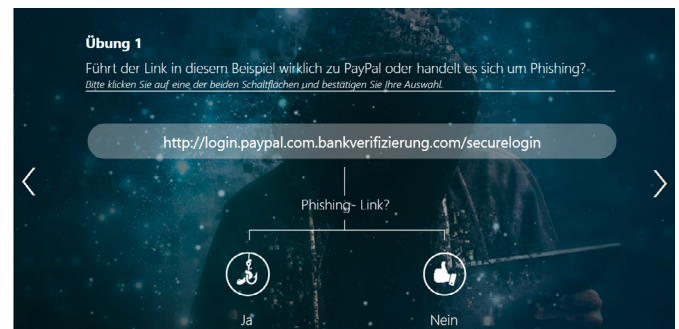 Übung 1
Führt der Link in diesem Beispiel wirklich zu PayPal oder handelt es sich um Phishing?
Bitte klicken Sie auf eine der beiden Schaltflächen und bestätigen Sie Ihre Auswahl.
http://login.paypal.com.bankverifizierung.com/securelogin
Phishing- Link?
Ja Nein